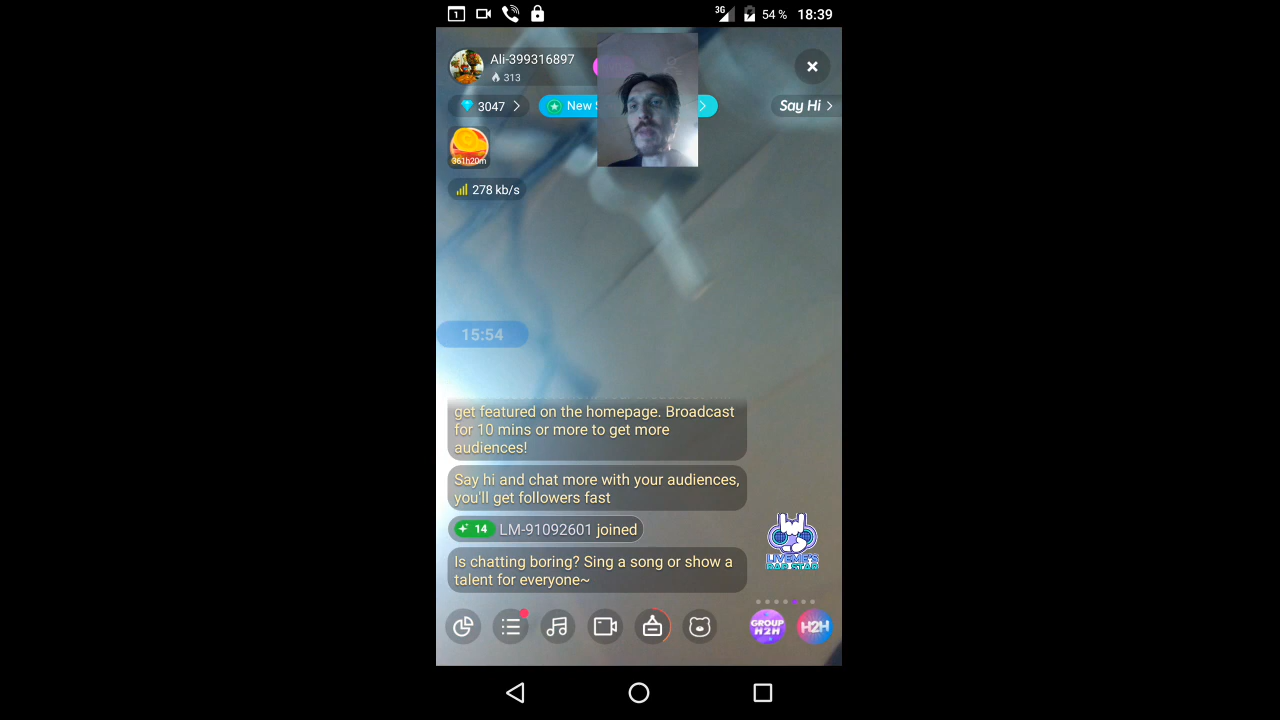 1
3G
54 %
18:39
Ali-399316897
313
3047
New
Say Hi
361h20m
278 kb/s
15:54
get featured on the homepage. Broadcast
for 10 mins or more to get more
audiences!
Say hi and chat more with your audiences,
you'll get followers fast
14 LM-91092601 joined
Is chatting boring? Sing a song or show a
talent for everyone~
LIVEME'S
RAP STAR
GROUP
H2H
H2H